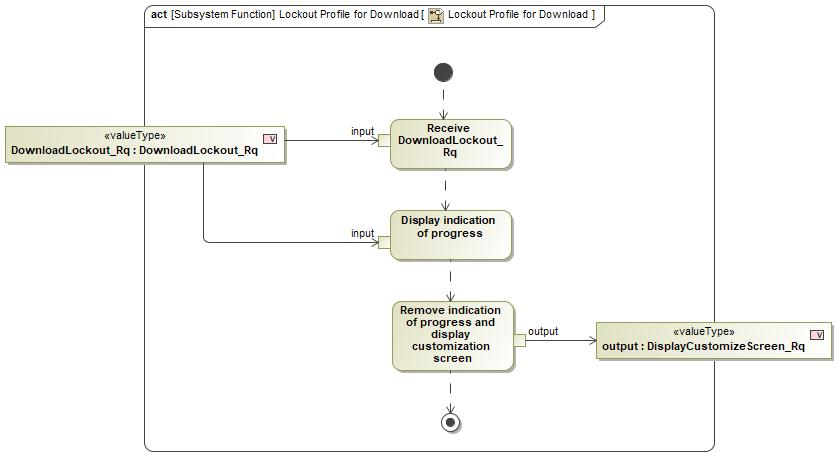 act [Subsystem Function] Lockout Profile for Download [ Lockout Profile for Download ]
«valueType»
V
DownloadLockout_Rq : DownloadLockout_Rq
input
Receive
DownloadLockout_
Rq
input
Display indication
of progress
Remove indication
of progress and
display
customization
screen
output
«valueType»
V
output : DisplayCustomizeScreen_Rq